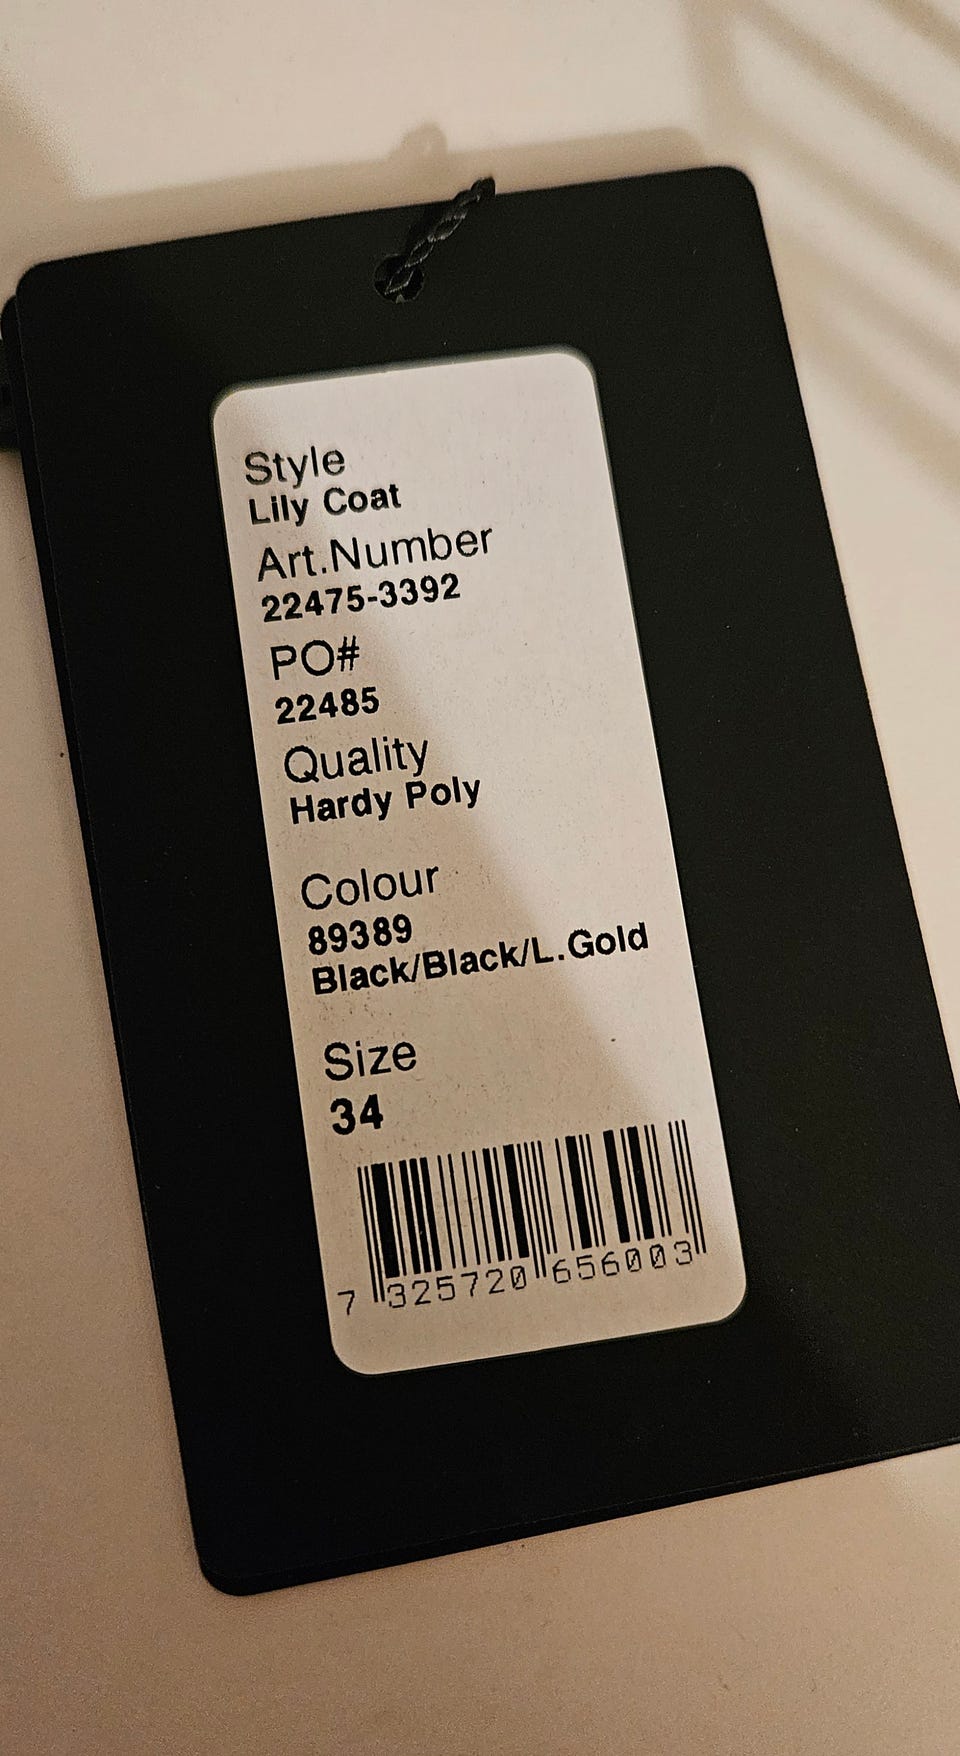 Style
Lily Coat
Art.Number
22475-3392
PO#
22485
Quality
Hardy Poly
Colour
89389
Black/Black/L.Gold
Size
34
7 325720 656003